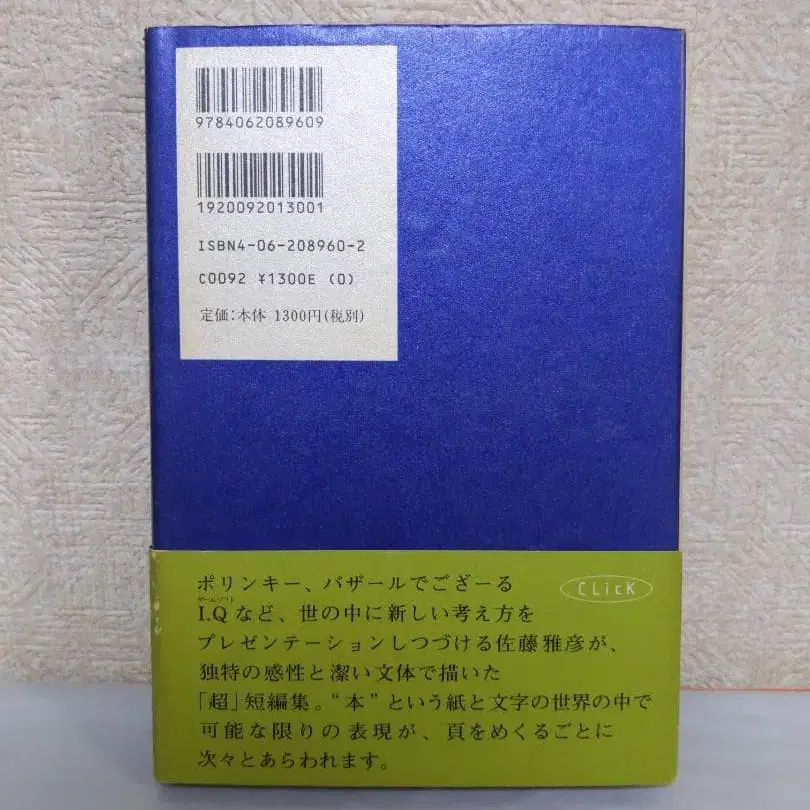 9784062089609
1920092013001
ISBN4-06-208960-2
C0092 ¥1300E (0)
定価：本体 1300円(税別)
CLicK
ポリンキー、バザールでござーる
ゲームソフト
I.Q など、世の中に新しい考え方を
プレゼンテーションしつづける佐藤雅彦が、
独特の感性と潔い文体で描いた
「超」短編集。“本”という紙と文字の世界の中で
可能な限りの表現が、頁をめくるごとに
次々とあらわれます。